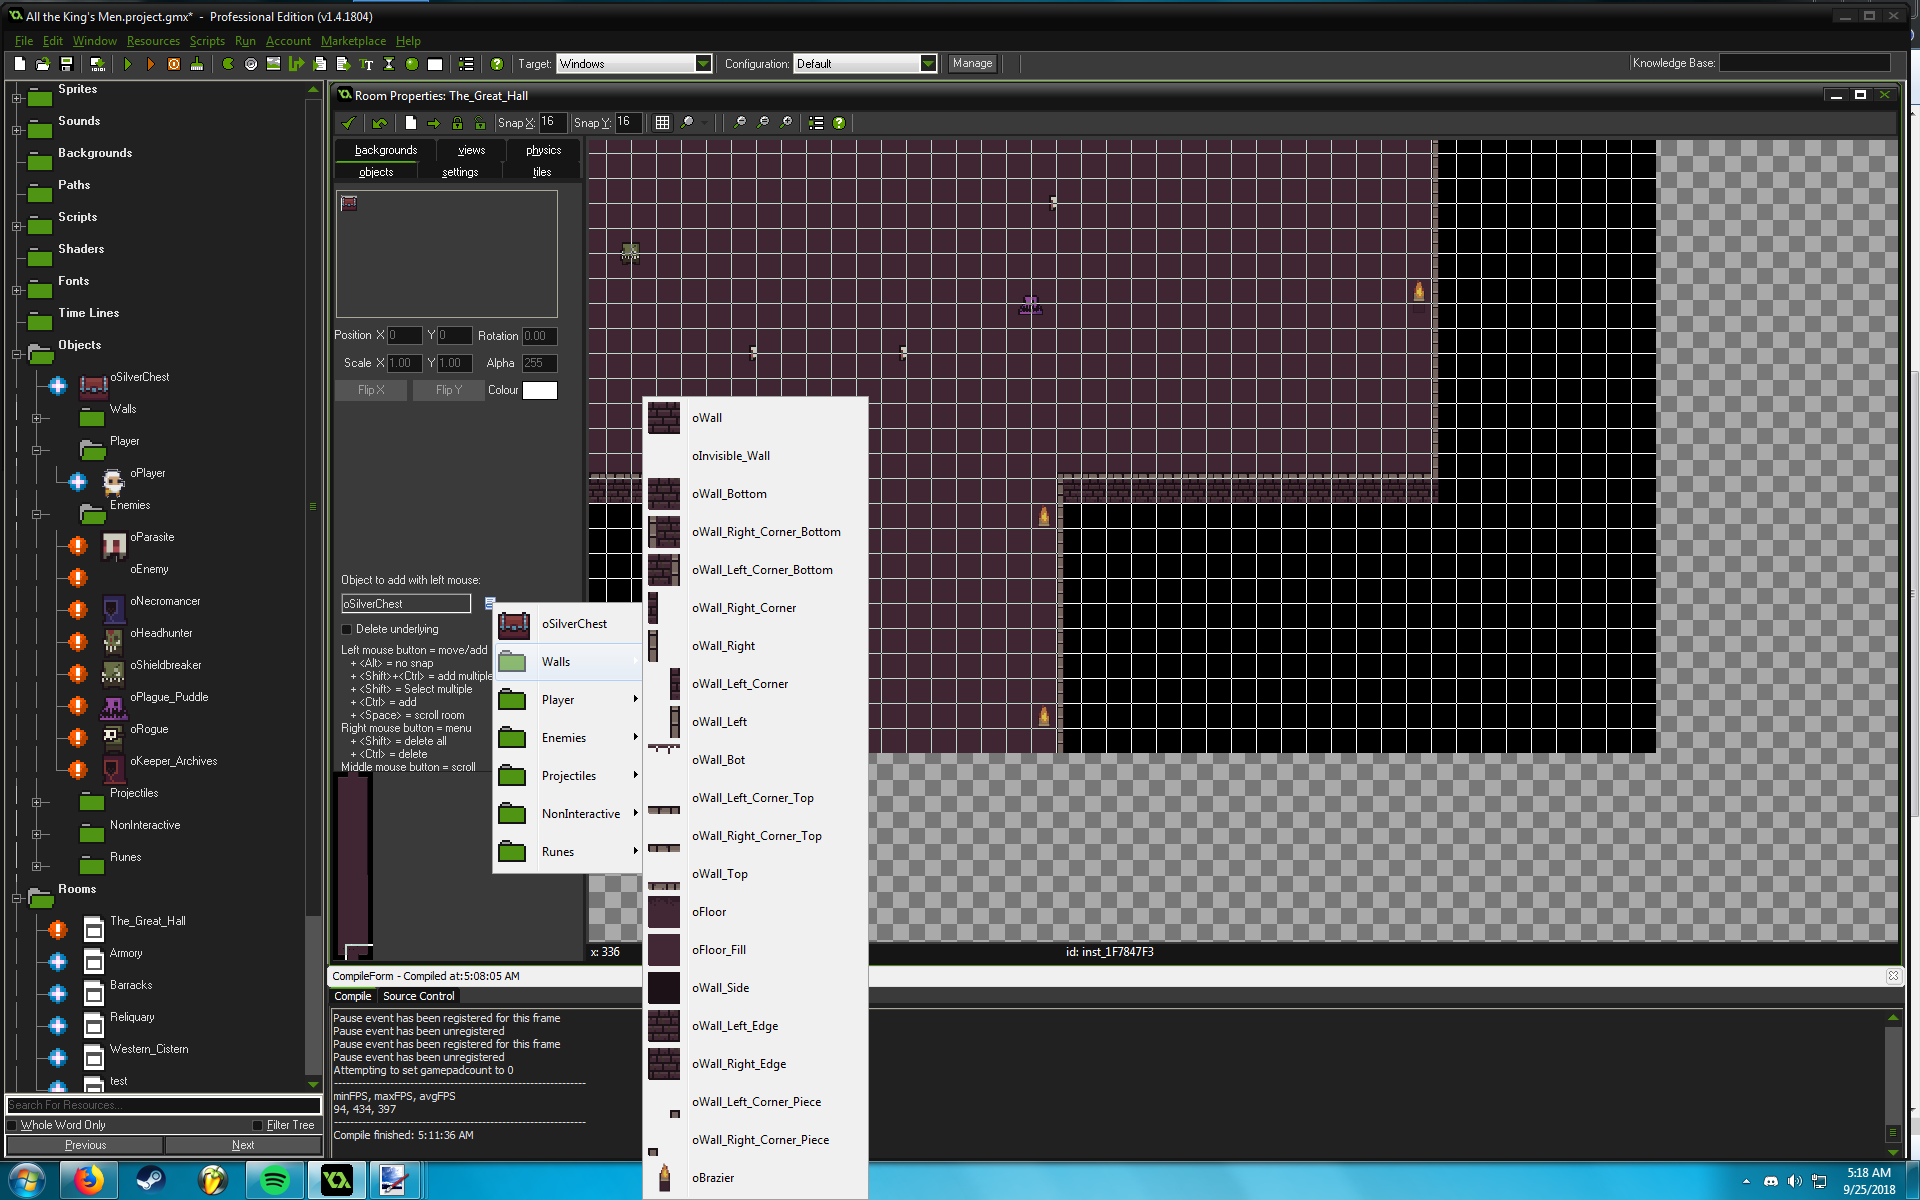 All the King's Men.project.gmx* - Professional Edition (v1.4.1804)
File Edit Window Resources Scripts Run Account Marketplace Help
Target: Windows Configuration: Default Manage Knowledge Base:
Sprites
Sounds
Backgrounds
Paths
Scripts
Shaders
Fonts
Time Lines
Objects
oSilverChest
Walls
Player
oPlayer
Enemies
oParasite
oEnemy
oNecromancer
oHeadhunter
oShieldbreaker
oPlague_Puddle
oRogue
oKeeper_Archives
Projectiles
NonInteractive
Runes
Rooms
The_Great_Hall
Armory
Barracks
Reliquary
Western_Cistern
test
Search For Resources...
Whole Word Only Filter Tree
Previous Next
Room Properties: The_Great_Hall
Snap X: 16 Snap Y: 16
backgrounds views physics
objects settings tiles
Position X 0 Y 0 Rotation 0.00
Scale X 1.00 Y 1.00 Alpha 255
Flip X Flip Y Colour
Object to add with left mouse:
oSilverChest
Delete underlying
Left mouse button = move/add
+ <Alt> = no snap
+ <Shift>+<Ctrl> = add multiple
+ <Shift> = Select multiple
+ <Ctrl> = add
+ <Space> = scroll room
Right mouse button = menu
+ <Shift> = delete all
+ <Ctrl> = delete
Middle mouse button = scroll
oSilverChest
Walls
Player
Enemies
Projectiles
NonInteractive
Runes
oWall
oInvisible_Wall
oWall_Bottom
oWall_Right_Corner_Bottom
oWall_Left_Corner_Bottom
oWall_Right_Corner
oWall_Right
oWall_Left_Corner
oWall_Left
oWall_Bot
oWall_Left_Corner_Top
oWall_Right_Corner_Top
oWall_Top
oFloor
oFloor_Fill
oWall_Side
oWall_Left_Edge
oWall_Right_Edge
oWall_Left_Corner_Piece
oWall_Right_Corner_Piece
oBrazier
x: 336 id: inst_1F7847F3
CompileForm - Compiled at:5:08:05 AM
Compile Source Control
Pause event has been registered for this frame
Pause event has been unregistered
Pause event has been registered for this frame
Pause event has been unregistered
Attempting to set gamepadcount to 0
minFPS, maxFPS, avgFPS
94, 434, 397
Compile finished: 5:11:36 AM
5:18 AM
9/25/2018